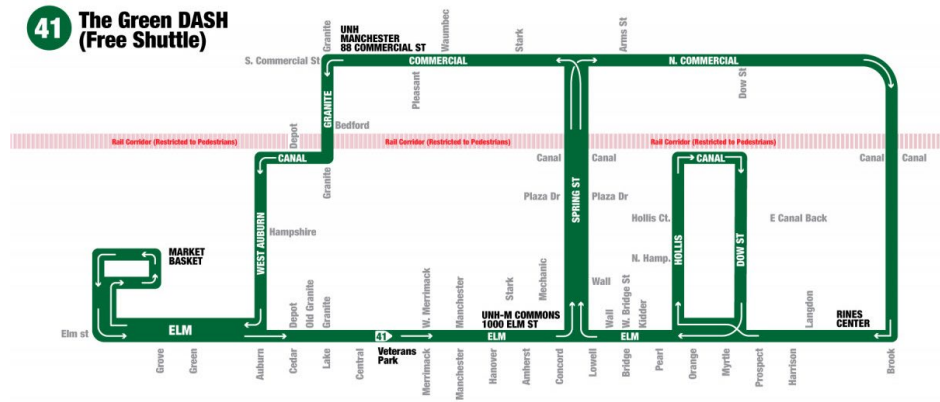 41
The Green DASH
(Free Shuttle)
UNH
MANCHESTER
88 COMMERCIAL ST
Granite
Waumbec
Stark
Arms St
S. Commercial St
COMMERCIAL
N. COMMERCIAL
Pleasant
Dow St
GRANITE
Bedford
Depot
Rail Corridor (Restricted to Pedestrians)
Rail Corridor (Restricted to Pedestrians)
Rail Corridor (Restricted to Pedestrians)
CANAL
Canal
Canal
CANAL
Canal
Canal
Granite
Plaza Dr
Plaza Dr
SPRING ST
Hollis Ct.
E Canal Back
WEST AUBURN
Hampshire
HOLLIS
DOW ST
MARKET
BASKET
N. Hamp.
Depot
Old Granite
Granite
W. Merrimack
Manchester
Stark
Mechanic
Wall
Wall
W. Bridge St
Kidder
Langdon
UNH-M COMMONS
1000 ELM ST
RINES
CENTER
Elm st
ELM
41
ELM
ELM
Veterans
Park
Grove
Green
Auburn
Cedar
Lake
Central
Merrimack
Manchester
Hanover
Amherst
Concord
Lowell
Bridge
Pearl
Orange
Myrtle
Prospect
Harrison
Brook